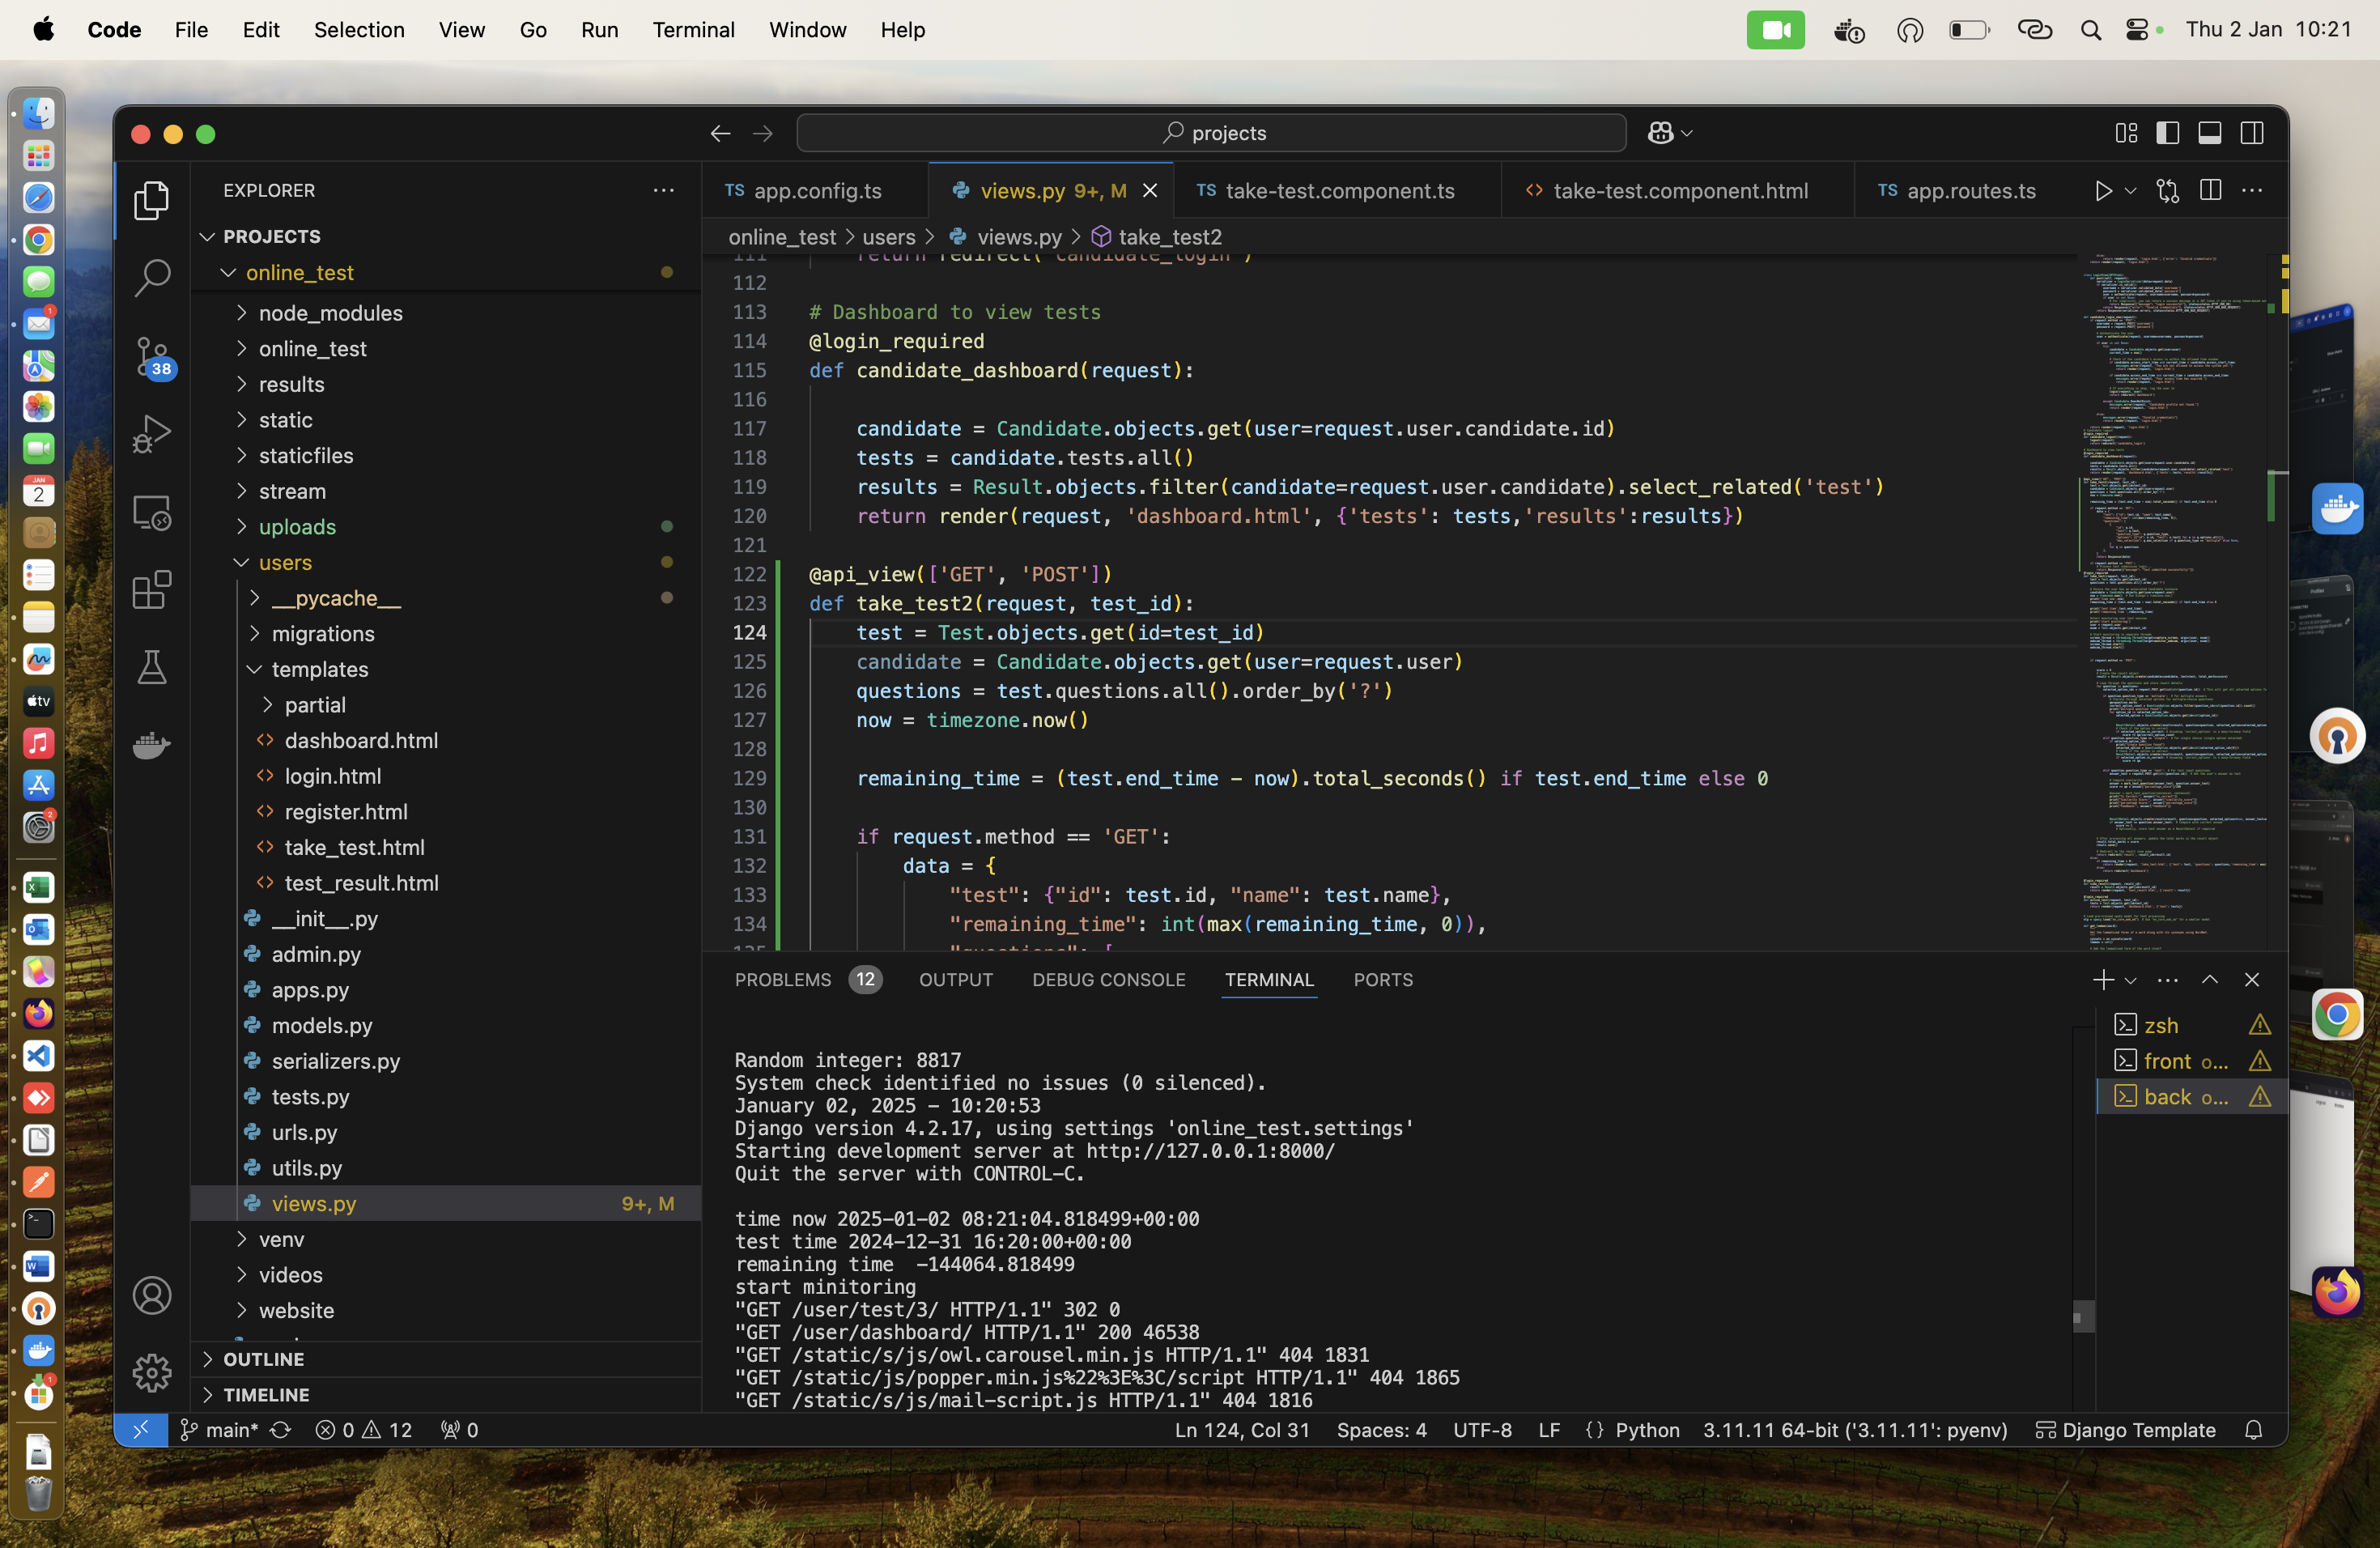 Code File Edit Selection View Go Run Terminal Window Help Thu 2 Jan 10:21
projects
EXPLORER
PROJECTS
online_test
node_modules
online_test
results
static
staticfiles
stream
uploads
users
__pycache__
migrations
templates
partial
dashboard.html
login.html
register.html
take_test.html
test_result.html
__init__.py
admin.py
apps.py
models.py
serializers.py
tests.py
urls.py
utils.py
views.py 9+, M
venv
videos
website
OUTLINE
TIMELINE
38
JAN
2
1
2
1
tv
TS app.config.ts
views.py 9+, M
TS take-test.component.ts
take-test.component.html
TS app.routes.ts
online_test > users > views.py > take_test2
111 return redirect('candidate_login')
112
113 # Dashboard to view tests
114 @login_required
115 def candidate_dashboard(request):
116
117 candidate = Candidate.objects.get(user=request.user.candidate.id)
118 tests = candidate.tests.all()
119 results = Result.objects.filter(candidate=request.user.candidate).select_related('test')
120 return render(request, 'dashboard.html', {'tests': tests,'results':results})
121
122 @api_view(['GET', 'POST'])
123 def take_test2(request, test_id):
124 test = Test.objects.get(id=test_id)
125 candidate = Candidate.objects.get(user=request.user)
126 questions = test.questions.all().order_by('?')
127 now = timezone.now()
128
129 remaining_time = (test.end_time - now).total_seconds() if test.end_time else 0
130
131 if request.method == 'GET':
132 data = {
133 "test": {"id": test.id, "name": test.name},
134 "remaining_time": int(max(remaining_time, 0)),
135 "questions": [
PROBLEMS 12 OUTPUT DEBUG CONSOLE TERMINAL PORTS
Random integer: 8817
System check identified no issues (0 silenced).
January 02, 2025 - 10:20:53
Django version 4.2.17, using settings 'online_test.settings'
Starting development server at http://127.0.0.1:8000/
Quit the server with CONTROL-C.
time now 2025-01-02 08:21:04.818499+00:00
test time 2024-12-31 16:20:00+00:00
remaining time -144064.818499
start minitoring
"GET /user/test/3/ HTTP/1.1" 302 0
"GET /user/dashboard/ HTTP/1.1" 200 46538
"GET /static/s/js/owl.carousel.min.js HTTP/1.1" 404 1831
"GET /static/js/popper.min.js%22%3E%3C/script HTTP/1.1" 404 1865
"GET /static/s/js/mail-script.js HTTP/1.1" 404 1816
zsh
front o...
back o...
main* 0 12 0 Ln 124, Col 31 Spaces: 4 UTF-8 LF {} Python 3.11.11 64-bit ('3.11.11': pyenv) Django Template